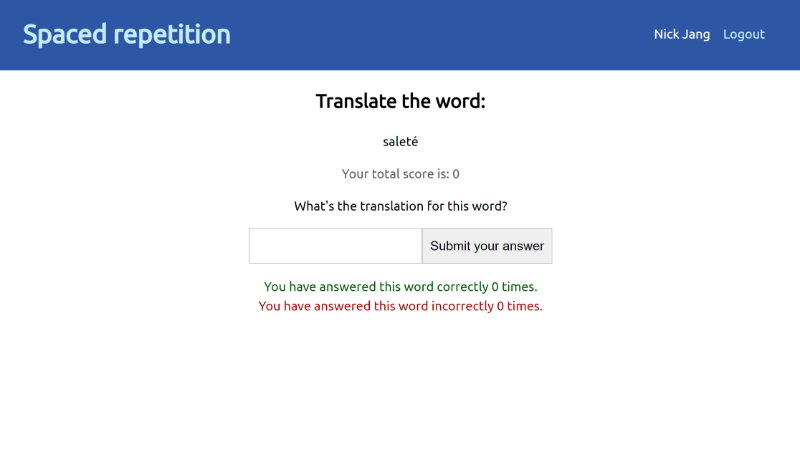 Spaced repetition
Nick Jang Logout
Translate the word:
saleté
Your total score is: 0
What's the translation for this word?
Submit your answer
You have answered this word correctly 0 times.
You have answered this word incorrectly 0 times.